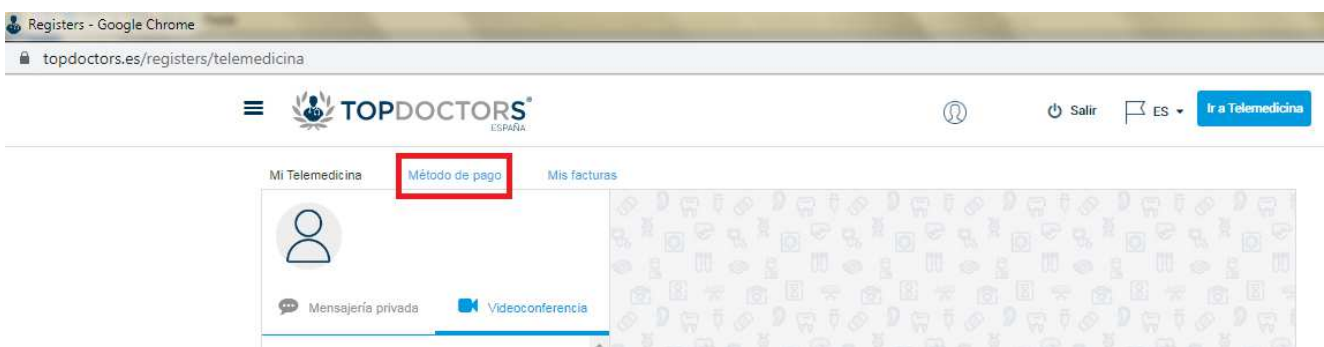 Registers - Google Chrome
topdoctors.es/registers/telemedicina
TOPDOCTORS®
ESPAÑA
Salir
ES
Ir a Telemedicina
Mi Telemedicina
Método de pago
Mis facturas
Mensajería privada
Videoconferencia